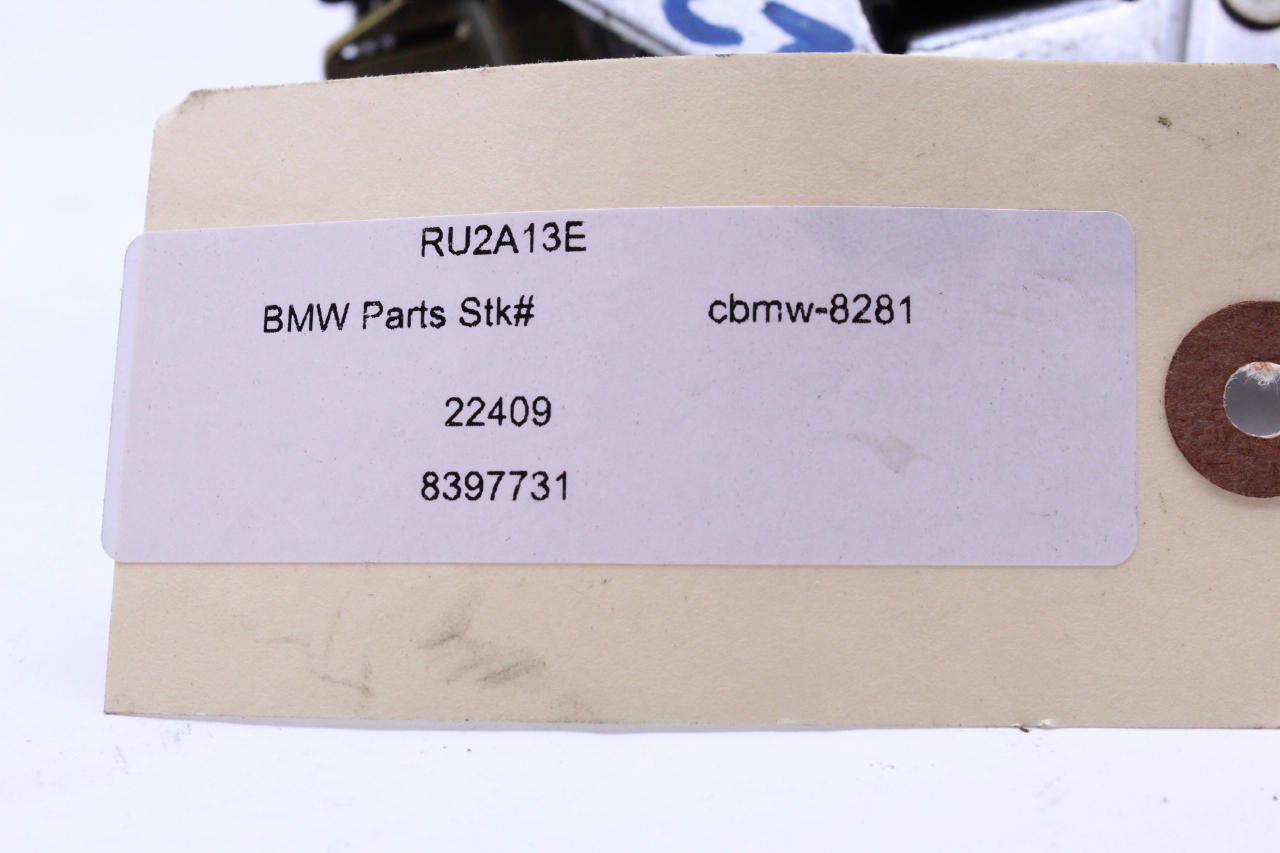 RU2A13E
BMW Parts Stk# cbmw-8281
22409
8397731